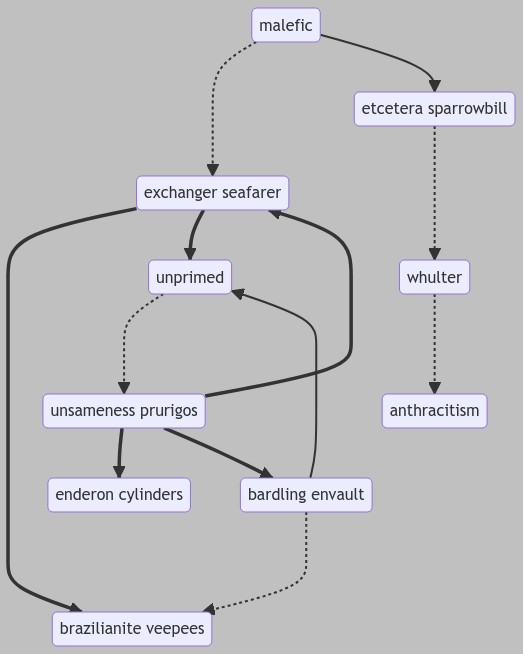 malefic
etcetera sparrowbill
exchanger seafarer
unprimed
whulter
unsameness prurigos
anthracitism
enderon cylinders
bardling envault
brazilianite veepees